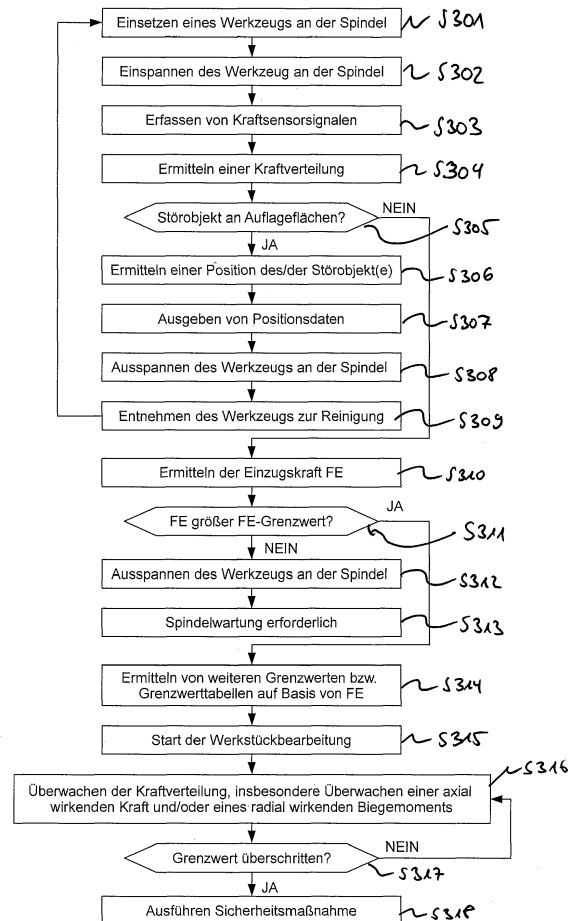 Einsetzen eines Werkzeugs an der Spindel S301
Einspannen des Werkzeug an der Spindel S302
Erfassen von Kraftsensorsignalen S303
Ermitteln einer Kraftverteilung S304
NEIN
Störobjekt an Auflageflächen? S305
JA
Ermitteln einer Position des/der Störobjekt(e) S306
Ausgeben von Positionsdaten S307
Ausspannen des Werkzeugs an der Spindel S308
Entnehmen des Werkzeugs zur Reinigung S309
Ermitteln der Einzugskraft FE S310
JA
FE größer FE-Grenzwert? S311
NEIN
Ausspannen des Werkzeugs an der Spindel S312
Spindelwartung erforderlich S313
Ermitteln von weiteren Grenzwerten bzw.
Grenzwerttabellen auf Basis von FE S314
Start der Werkstückbearbeitung S315
S316
Überwachen der Kraftverteilung, insbesondere Überwachen einer axial
wirkenden Kraft und/oder eines radial wirkenden Biegemoments
NEIN
Grenzwert überschritten? S317
JA
Ausführen Sicherheitsmaßnahme S318